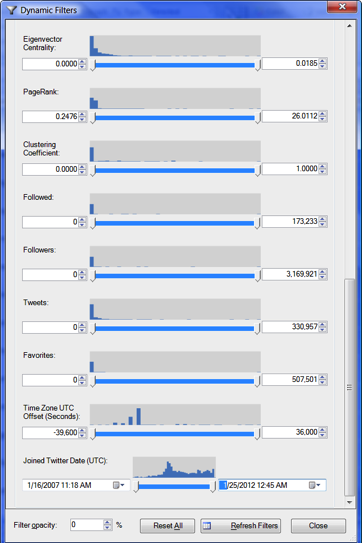 Dynamic Filters
Eigenvector
Centrality:
0.0000 0.0185
PageRank:
0.2476 26.0112
Clustering
Coefficient:
0.0000 1.0000
Followed:
0 173,233
Followers:
0 3,169,921
Tweets:
0 330,957
Favorites:
0 507,501
Time Zone UTC
Offset (Seconds):
-39,600 36,000
Joined Twitter Date (UTC):
1/16/2007 11:18 AM 1/25/2012 12:45 AM
Filter opacity: 0 % Reset All Refresh Filters Close